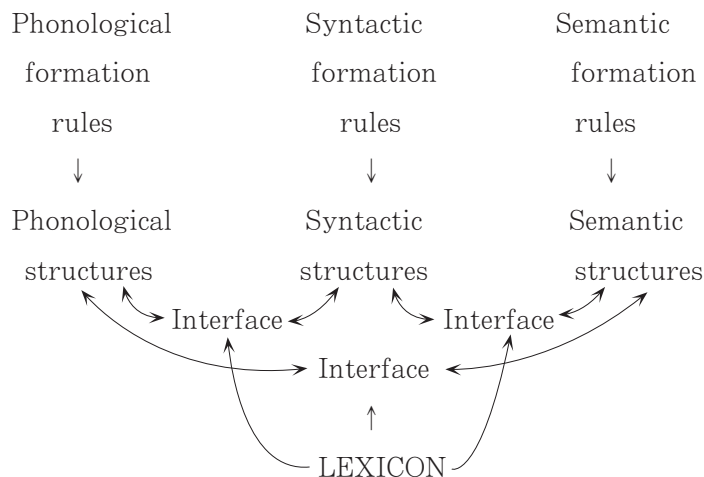 Phonological Syntactic Semantic
formation formation formation
rules rules rules
Phonological Syntactic Semantic
structures structures structures
Interface Interface
Interface
LEXICON